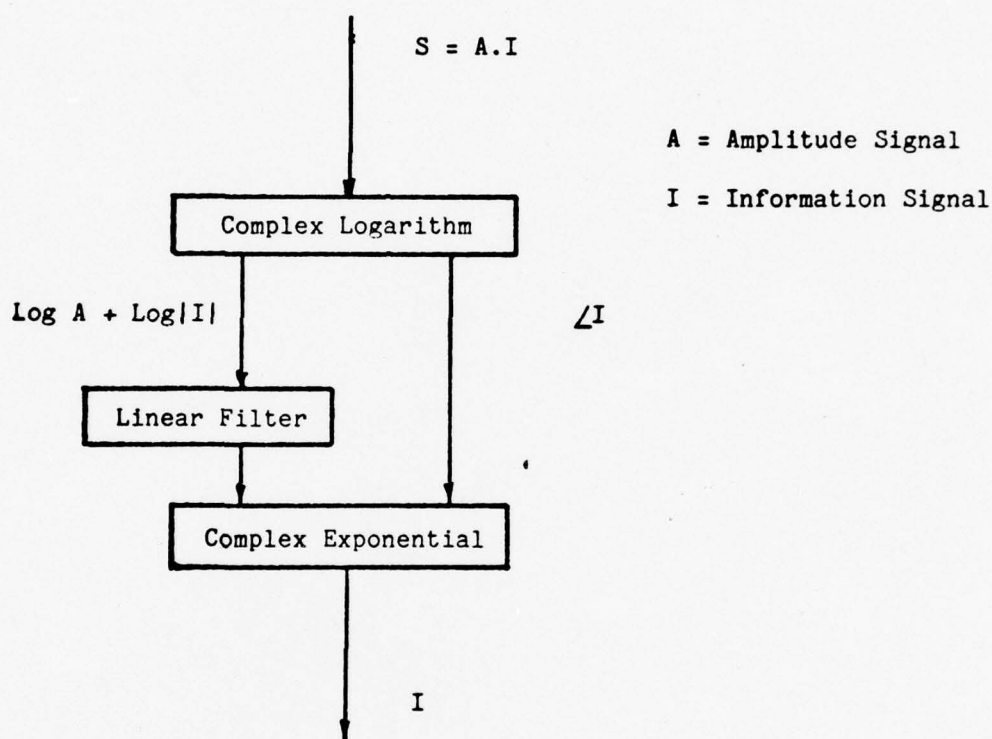 S = A.I
A = Amplitude Signal
I = Information Signal
Complex Logarithm
Log A + Log|I|
∠I
Linear Filter
Complex Exponential
I